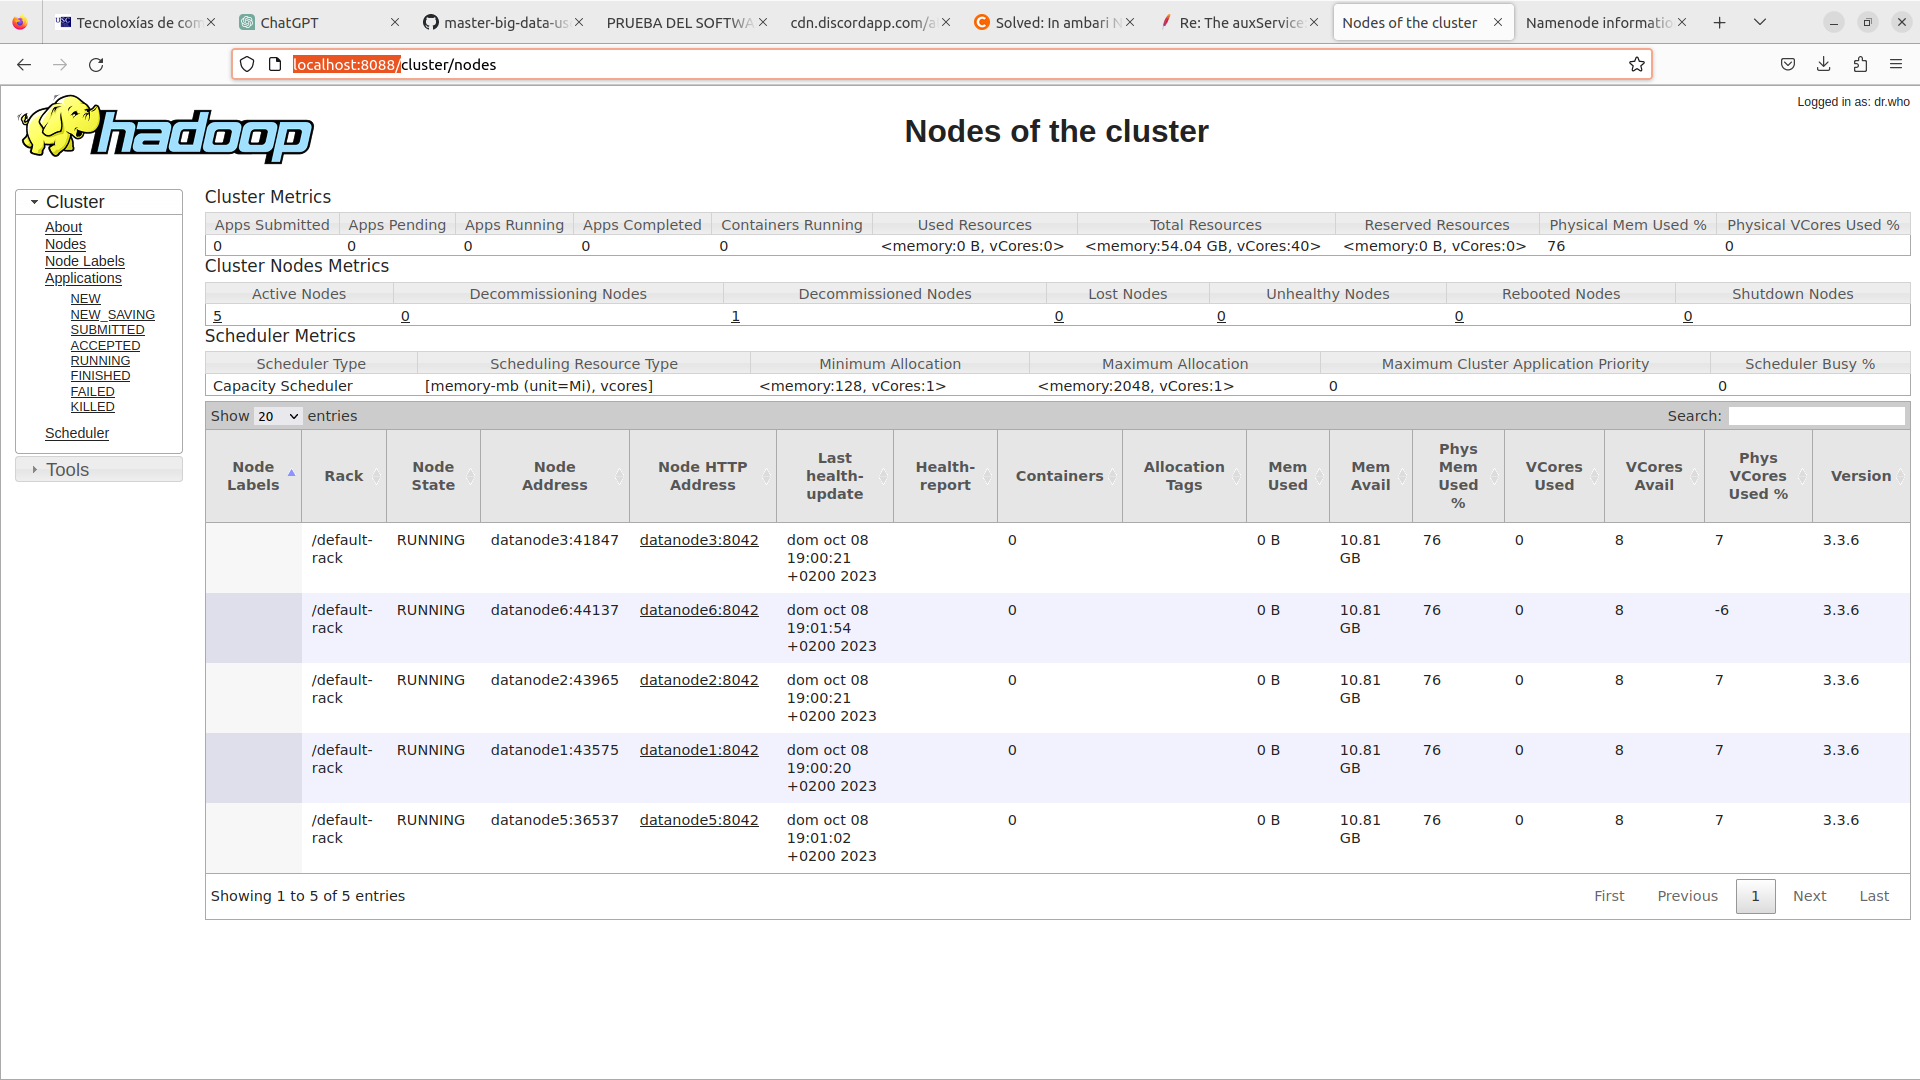 Tecnoloxías de com
ChatGPT
master-big-data-us
PRUEBA DEL SOFTWA
cdn.discordapp.com/a
Solved: In ambari N
Re: The auxService
Nodes of the cluster
Namenode informatio
localhost:8088/cluster/nodes
Logged in as: dr.who
hadoop
Nodes of the cluster
Cluster
About
Nodes
Node Labels
Applications
NEW
NEW_SAVING
SUBMITTED
ACCEPTED
RUNNING
FINISHED
FAILED
KILLED
Scheduler
Tools
Cluster Metrics
Apps Submitted Apps Pending Apps Running Apps Completed Containers Running Used Resources Total Resources Reserved Resources Physical Mem Used % Physical VCores Used %
0 0 0 0 0 <memory:0 B, vCores:0> <memory:54.04 GB, vCores:40> <memory:0 B, vCores:0> 76 0
Cluster Nodes Metrics
Active Nodes Decommissioning Nodes Decommissioned Nodes Lost Nodes Unhealthy Nodes Rebooted Nodes Shutdown Nodes
5 0 1 0 0 0 0
Scheduler Metrics
Scheduler Type Scheduling Resource Type Minimum Allocation Maximum Allocation Maximum Cluster Application Priority Scheduler Busy %
Capacity Scheduler [memory-mb (unit=Mi), vcores] <memory:128, vCores:1> <memory:2048, vCores:1> 0 0
Show 20 entries Search:
Node Labels Rack Node State Node Address Node HTTP Address Last health-update Health-report Containers Allocation Tags Mem Used Mem Avail Phys Mem Used % VCores Used VCores Avail Phys VCores Used % Version
/default-rack RUNNING datanode3:41847 datanode3:8042 dom oct 08 19:00:21 +0200 2023 0 0 B 10.81 GB 76 0 8 7 3.3.6
/default-rack RUNNING datanode6:44137 datanode6:8042 dom oct 08 19:01:54 +0200 2023 0 0 B 10.81 GB 76 0 8 -6 3.3.6
/default-rack RUNNING datanode2:43965 datanode2:8042 dom oct 08 19:00:21 +0200 2023 0 0 B 10.81 GB 76 0 8 7 3.3.6
/default-rack RUNNING datanode1:43575 datanode1:8042 dom oct 08 19:00:20 +0200 2023 0 0 B 10.81 GB 76 0 8 7 3.3.6
/default-rack RUNNING datanode5:36537 datanode5:8042 dom oct 08 19:01:02 +0200 2023 0 0 B 10.81 GB 76 0 8 7 3.3.6
Showing 1 to 5 of 5 entries First Previous 1 Next Last